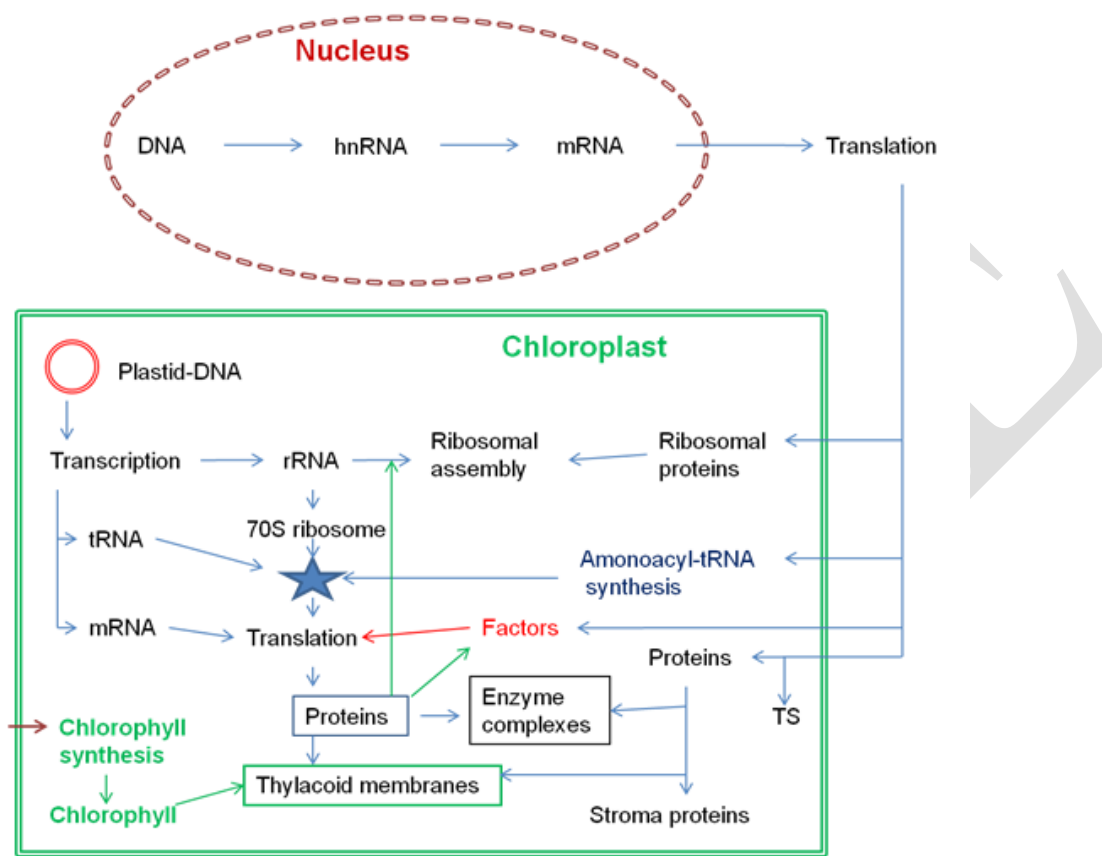 Nucleus
DNA
hnRNA
mRNA
Translation
Chloroplast
Plastid-DNA
Transcription
rRNA
Ribosomal
assembly
Ribosomal
proteins
70S ribosome
tRNA
Amonoacyl-tRNA
synthesis
mRNA
Translation
Factors
Proteins
TS
Proteins
Enzyme
complexes
Chlorophyll
synthesis
Thylacoid membranes
Chlorophyll
Stroma proteins